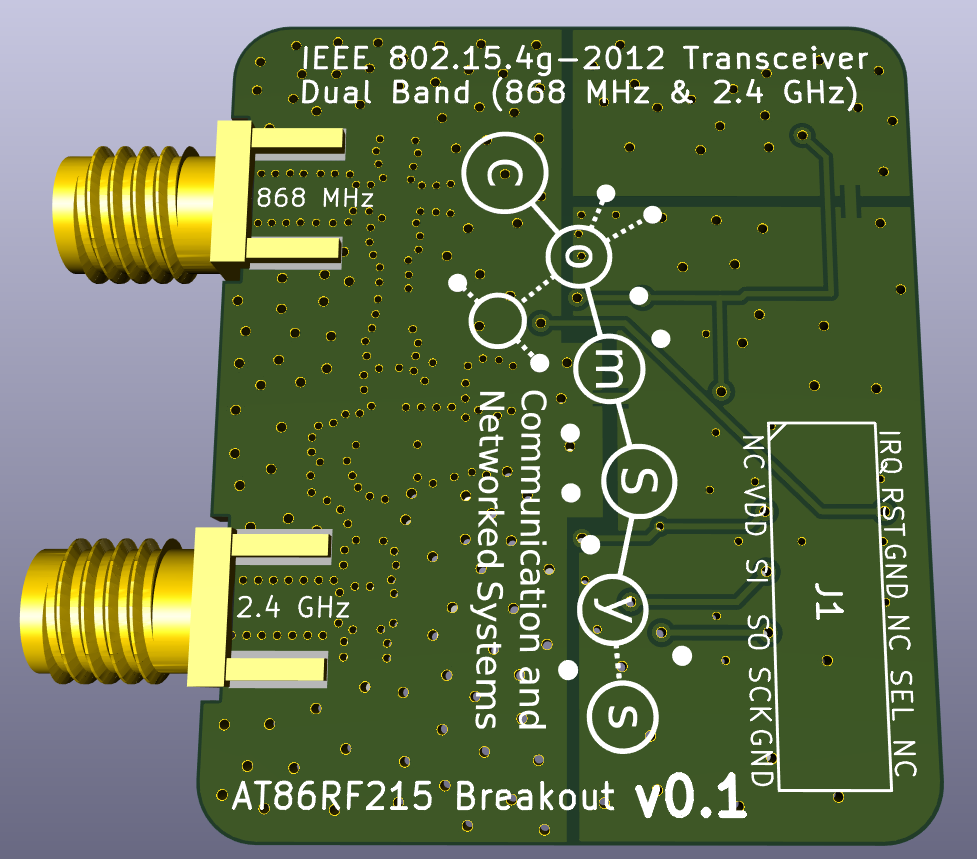 IEEE 802.15.4g-2012 Transceiver
Dual Band (868 MHz & 2.4 GHz)
868 MHz
2.4 GHz
C
o
m
S
y
s
Communication and
Networked Systems
NC VDD SI SO SCK GND
IRQ RST GND NC SEL NC
J1
AT86RF215 Breakout v0.1